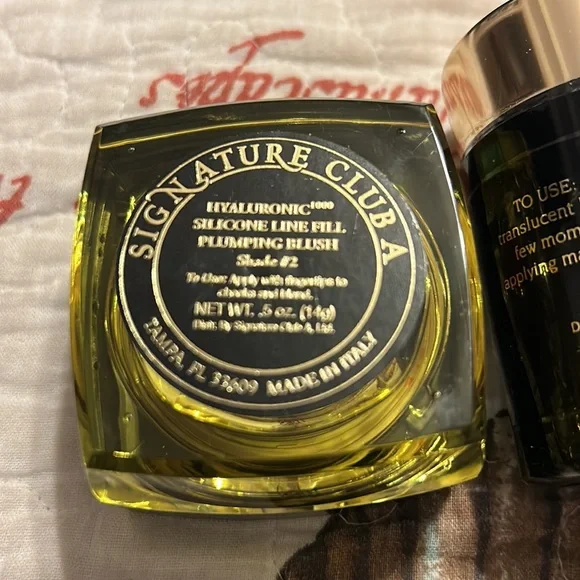 SIGNATURE CLUB A
HYALURONIC¹⁰⁰⁰
SILICONE LINE FILL
PLUMPING BLUSH
Shade #2
To Use: Apply with fingertips to
cheeks and blend.
NET WT. .5 oz. (14g)
Distr. by Signature Club A, Ltd.
TAMPA, FL 33609 MADE IN ITALY
TO USE:
translucent
few mom
applying ma
D